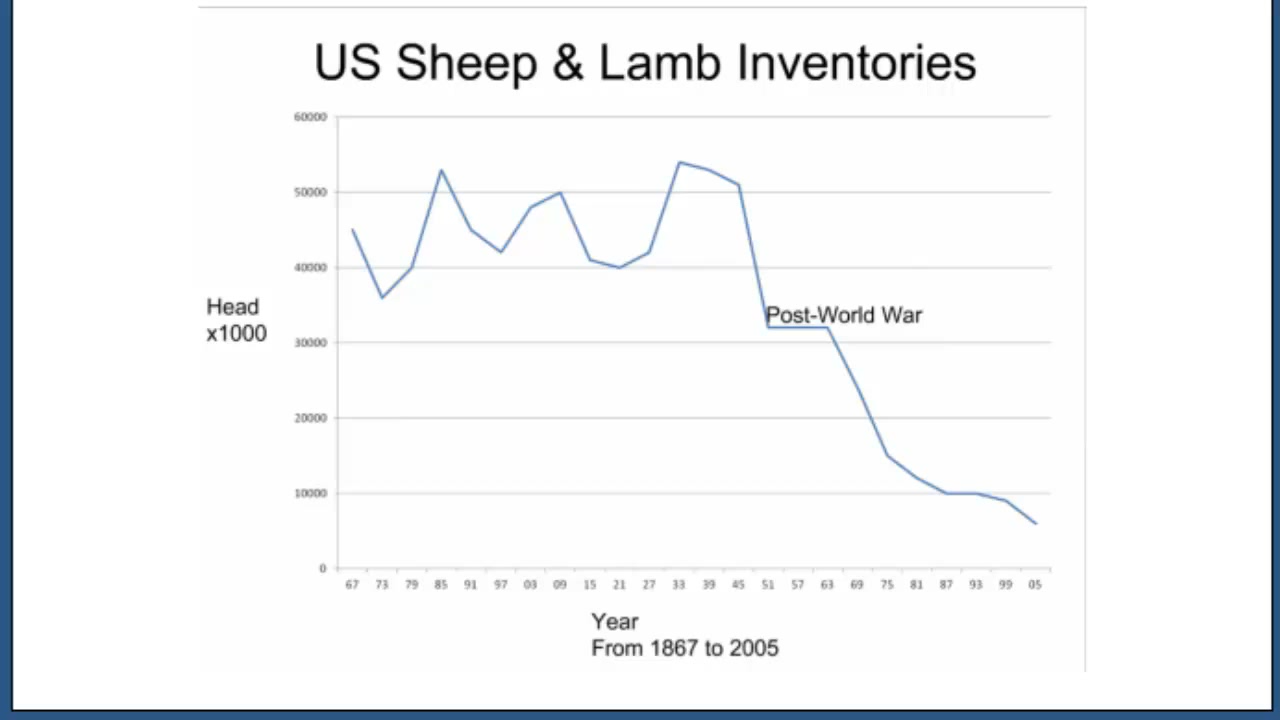 US Sheep & Lamb Inventories
60000
50000
40000
30000
20000
10000
0
Head
x1000
Post-World War
67 73 79 85 91 97 03 09 15 21 27 33 39 45 51 57 63 69 75 81 87 93 99 05
Year
From 1867 to 2005